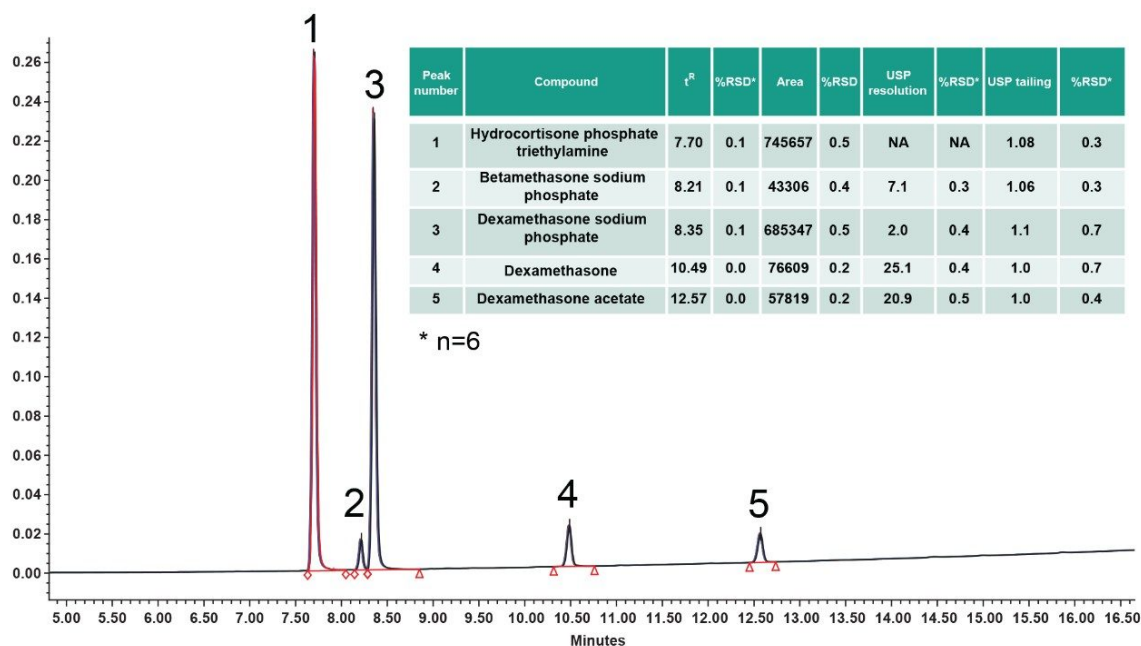 1
3
2
4
5
Peak number Compound t^R %RSD* Area %RSD USP resolution %RSD* USP tailing %RSD*
1 Hydrocortisone phosphate triethylamine 7.70 0.1 745657 0.5 NA NA 1.08 0.3
2 Betamethasone sodium phosphate 8.21 0.1 43306 0.4 7.1 0.3 1.06 0.3
3 Dexamethasone sodium phosphate 8.35 0.1 685347 0.5 2.0 0.4 1.1 0.7
4 Dexamethasone 10.49 0.0 76609 0.2 25.1 0.4 1.0 0.7
5 Dexamethasone acetate 12.57 0.0 57819 0.2 20.9 0.5 1.0 0.4
* n=6
0.26
0.24
0.22
0.20
0.18
0.16
0.14
0.12
0.10
0.08
0.06
0.04
0.02
0.00
5.00 5.50 6.00 6.50 7.00 7.50 8.00 8.50 9.00 9.50 10.00 10.50 11.00 11.50 12.00 12.50 13.00 13.50 14.00 14.50 15.00 15.50 16.00 16.50
Minutes